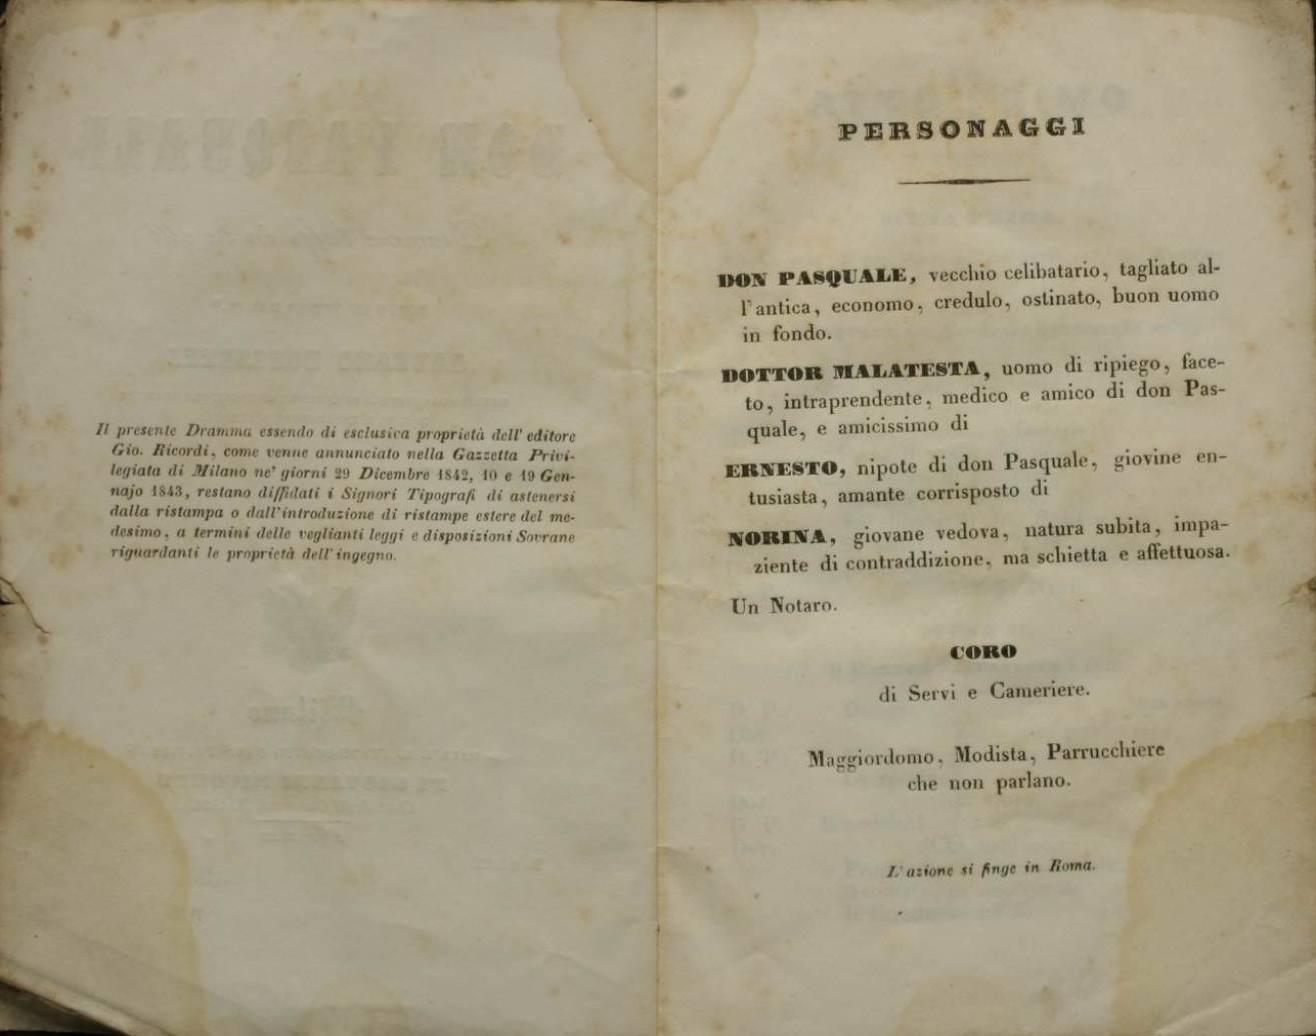 Il presente Dramma essendo di esclusiva proprietà dell' editore
Gio. Ricordi, come venne annunciato nella Gazzetta Privi-
legiata di Milano ne' giorni 29 Dicembre 1842, 10 e 19 Gen-
najo 1843, restano diffidati i Signori Tipografi di astenersi
dalla ristampa o dall'introduzione di ristampe estere del me-
desimo, a termini delle veglianti leggi e disposizioni Sovrane
riguardanti le proprietà dell'ingegno.
PERSONAGGI
DON PASQUALE, vecchio celibatario, tagliato al-
l'antica, economo, credulo, ostinato, buon uomo
in fondo.
DOTTOR MALATESTA, uomo di ripiego, face-
to, intraprendente, medico e amico di don Pas-
quale, e amicissimo di
ERNESTO, nipote di don Pasquale, giovine en-
tusiasta, amante corrisposto di
NORINA, giovane vedova, natura subita, impa-
ziente di contraddizione, ma schietta e affettuosa.
Un Notaro.
CORO
di Servi e Cameriere.
Maggiordomo, Modista, Parrucchiere
che non parlano.
L'azione si finge in Roma.